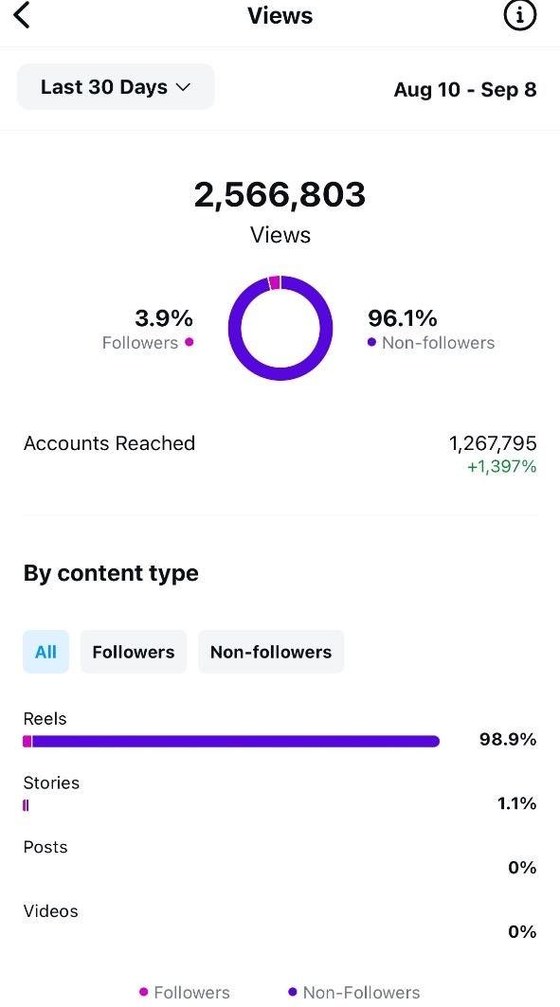 Views
Last 30 Days
Aug 10 - Sep 8
2,566,803
Views
3.9%
Followers
96.1%
Non-followers
Accounts Reached
1,267,795
+1,397%
By content type
All
Followers
Non-followers
Reels
98.9%
Stories
1.1%
Posts
0%
Videos
0%
Followers
Non-Followers